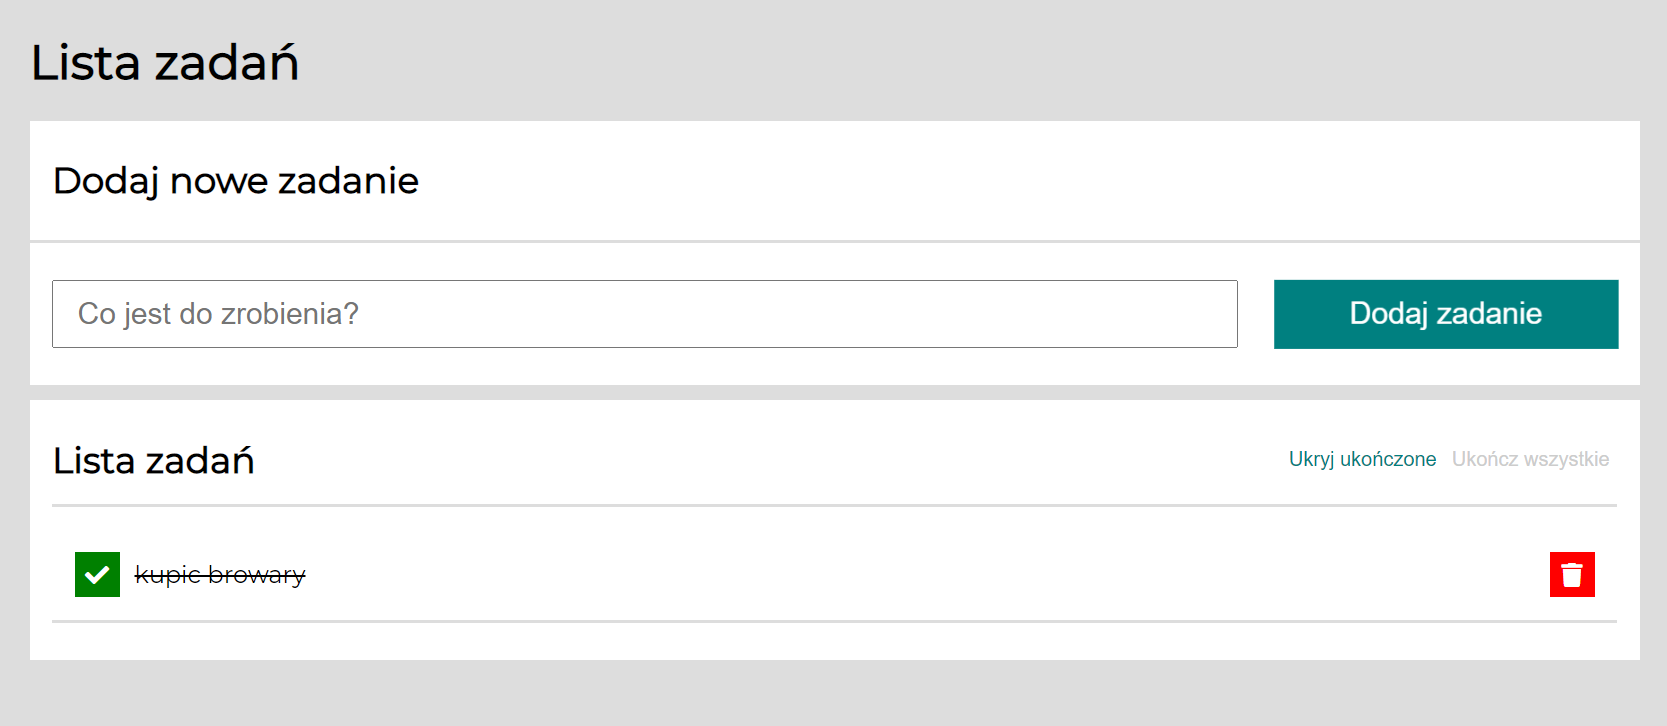 Lista zadań
Dodaj nowe zadanie
Co jest do zrobienia?
Dodaj zadanie
Lista zadań
Ukryj ukończone
Ukończ wszystkie
kupic browary